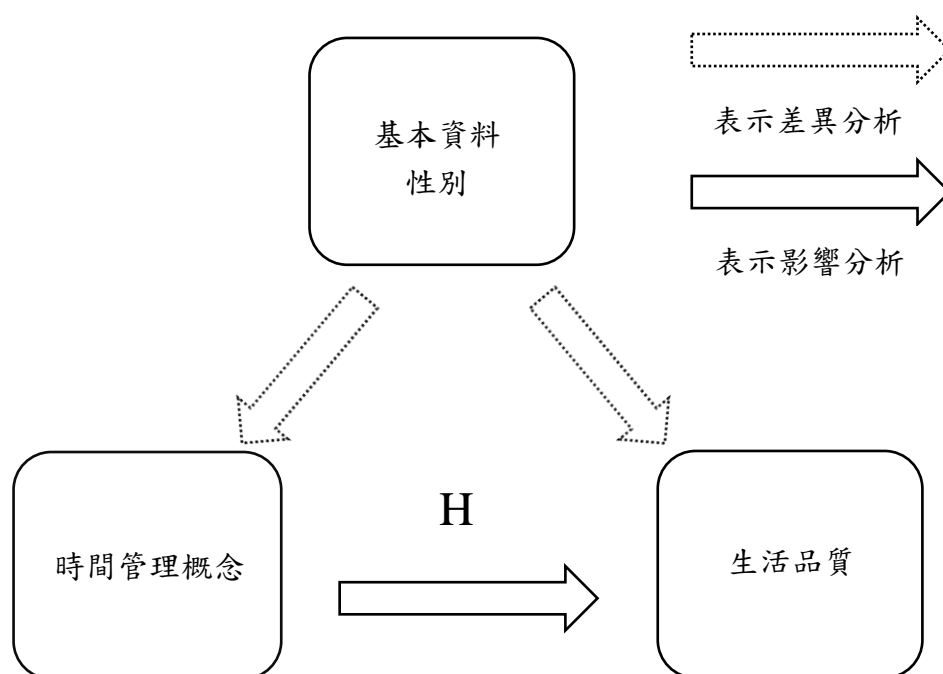 基本資料
性別
表示差異分析
表示影響分析
H
時間管理概念
生活品質